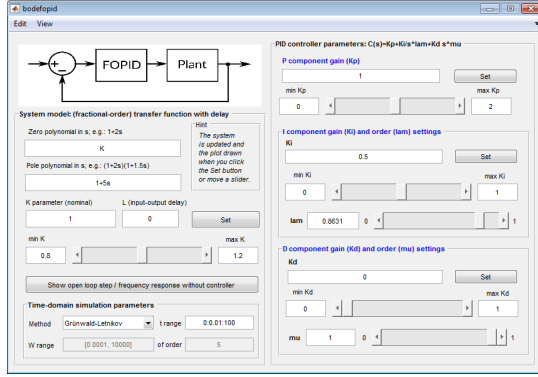 bodefopid
Edit View
FOPID
Plant
System model: (fractional-order) transfer function with delay
Zero polynomial in s; e.g.: 1+2s
K
Pole polynomial in s; e.g.: (1+2s)(1+1.5s)
1+5s
Hint
The system
is updated and
the plot drawn
when you click
the Set button
or move a slider.
K parameter (nominal) L (input-output delay)
1 0 Set
min K max K
0.8 1.2
Show open loop step / frequency response without controller
Time-domain simulation parameters
Method Grünwald-Letnikov t range 0:0.01:100
W range [0.0001, 10000] of order 5
PID controller parameters: C(s)=Kp+Ki/s^lam+Kd s^mu
P component gain (Kp)
1 Set
min Kp max Kp
0 2
I component gain (Ki) and order (lam) settings
Ki
0.5 Set
min Ki max Ki
0 1
lam 0.8631 0 1
D component gain (Kd) and order (mu) settings
Kd
0 Set
min Kd max Kd
0 1
mu 1 0 1